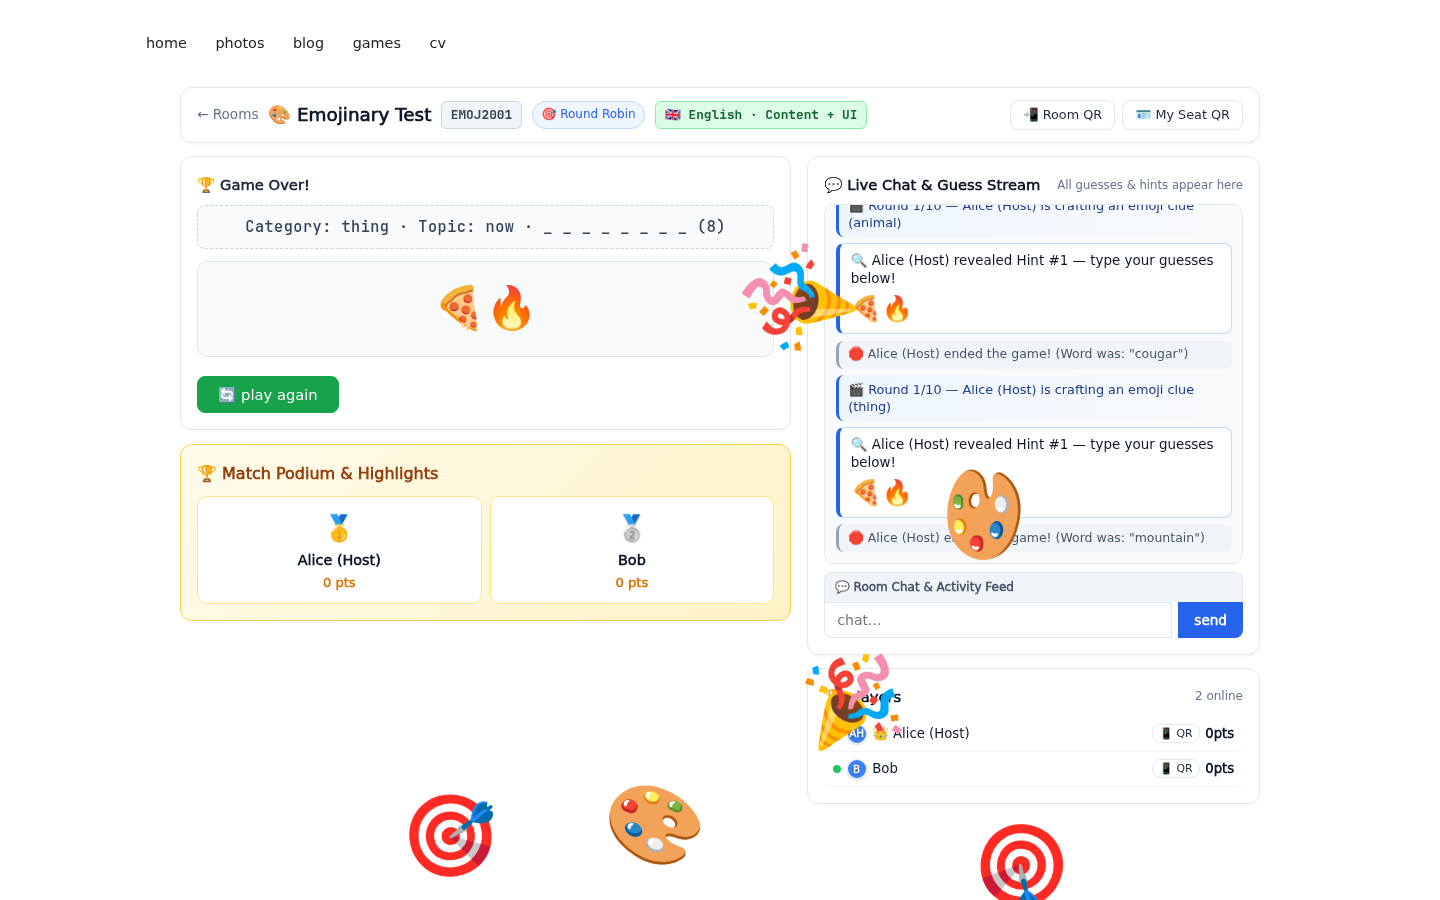 home photos blog games cv
← Rooms Emojinary Test EMOJ2001 Round Robin English · Content + UI Room QR My Seat QR
Game Over!
Category: thing · Topic: now · _ _ _ _ _ _ _ _ (8)
play again
Match Podium & Highlights
Alice (Host)
0 pts
Bob
0 pts
Live Chat & Guess Stream All guesses & hints appear here
Round 1/10 — Alice (Host) is crafting an emoji clue
(animal)
Alice (Host) revealed Hint #1 — type your guesses
below!
Alice (Host) ended the game! (Word was: "cougar")
Round 1/10 — Alice (Host) is crafting an emoji clue
(thing)
Alice (Host) revealed Hint #1 — type your guesses
below!
Alice (Host) game! (Word was: "mountain")
Room Chat & Activity Feed
chat... send
2 online
AH Alice (Host) QR 0pts
B Bob QR 0pts